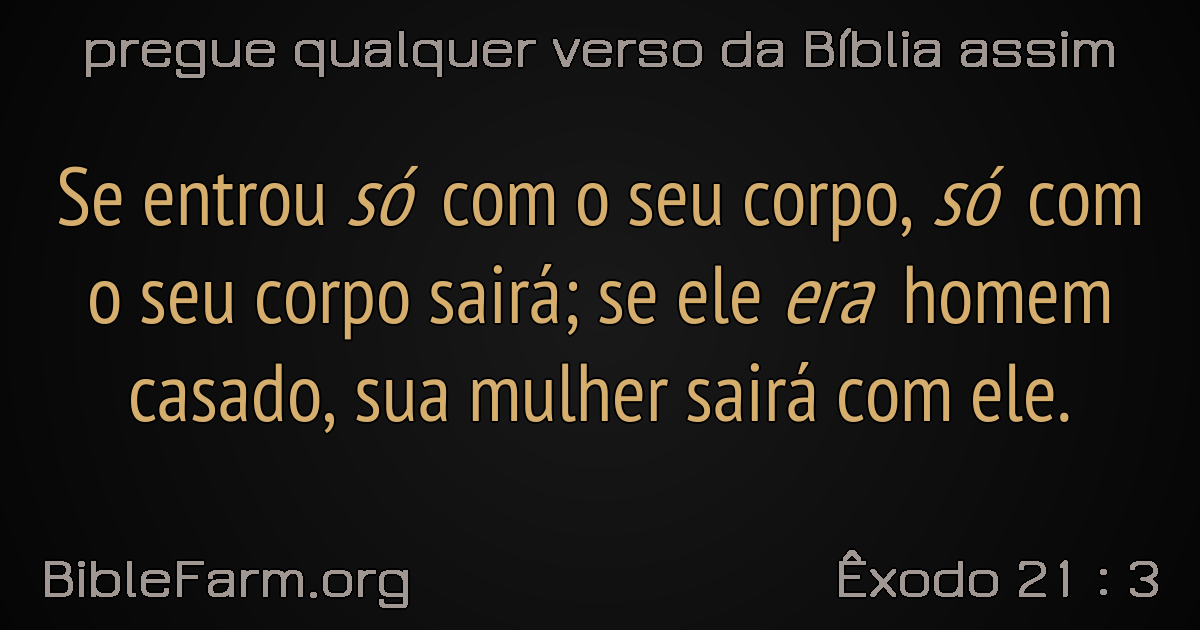 pregue qualquer verso da Bíblia assim
Se entrou só com o seu corpo, só com
o seu corpo sairá; se ele era homem
casado, sua mulher sairá com ele.
BibleFarm.org
Êxodo 21 : 3